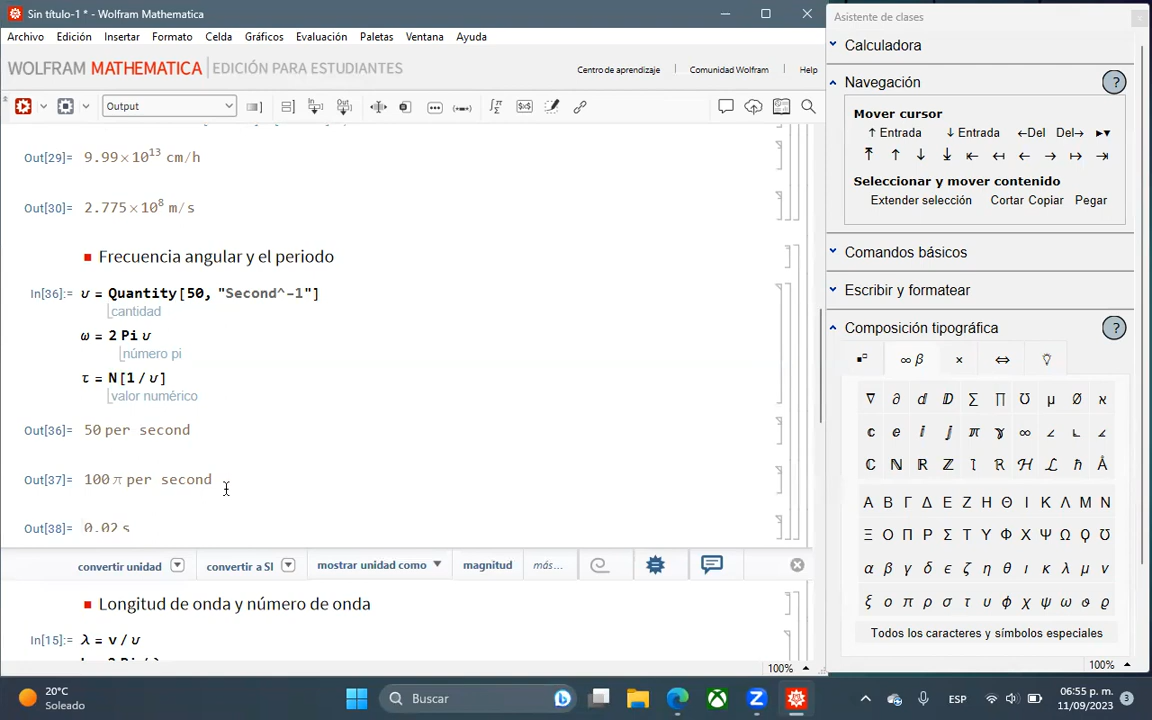 Sin título-1 * - Wolfram Mathematica
Archivo Edición Insertar Formato Celda Gráficos Evaluación Paletas Ventana Ayuda
WOLFRAM MATHEMATICA | EDICIÓN PARA ESTUDIANTES
Centro de aprendizaje | Comunidad Wolfram | Help
Output
Out[29]= 9.99×10^13 cm/h
Out[30]= 2.775×10^8 m/s
Frecuencia angular y el periodo
In[36]:= υ = Quantity[50, "Second^-1"]
cantidad
ω = 2 Pi υ
número pi
τ = N[1 / υ]
valor numérico
Out[36]= 50 per second
Out[37]= 100 π per second
Out[38]= 0.02 s
convertir unidad convertir a SI mostrar unidad como magnitud más...
Longitud de onda y número de onda
In[15]:= λ = v / υ
100%
Asistente de clases
Calculadora
Navegación ?
Mover cursor
↑ Entrada ↓ Entrada ←Del Del→ ▸▾
Seleccionar y mover contenido
Extender selección Cortar Copiar Pegar
Comandos básicos
Escribir y formatear
Composición tipográfica ?
∞ β ×
∇ ∂ ⅆ ⅅ ∑ ∏ ℧ µ Ø ℵ
ⅇ ⅈ ⅉ π ∞ ∠
ℂ ℕ ℝ ℤ ℋ ℒ ħ Å
Α Β Γ Δ Ε Ζ Η Θ Ι Κ Λ Μ Ν
Ξ Ο Π Ρ Σ Τ Υ Φ Χ Ψ Ω
α β γ δ ϵ ζ η θ ι κ λ μ ν
ξ ο π ρ σ τ υ ϕ χ ψ ω
Todos los caracteres y símbolos especiales
100%
20°C
Soleado
Buscar
ESP
06:55 p. m.
11/09/2023
3